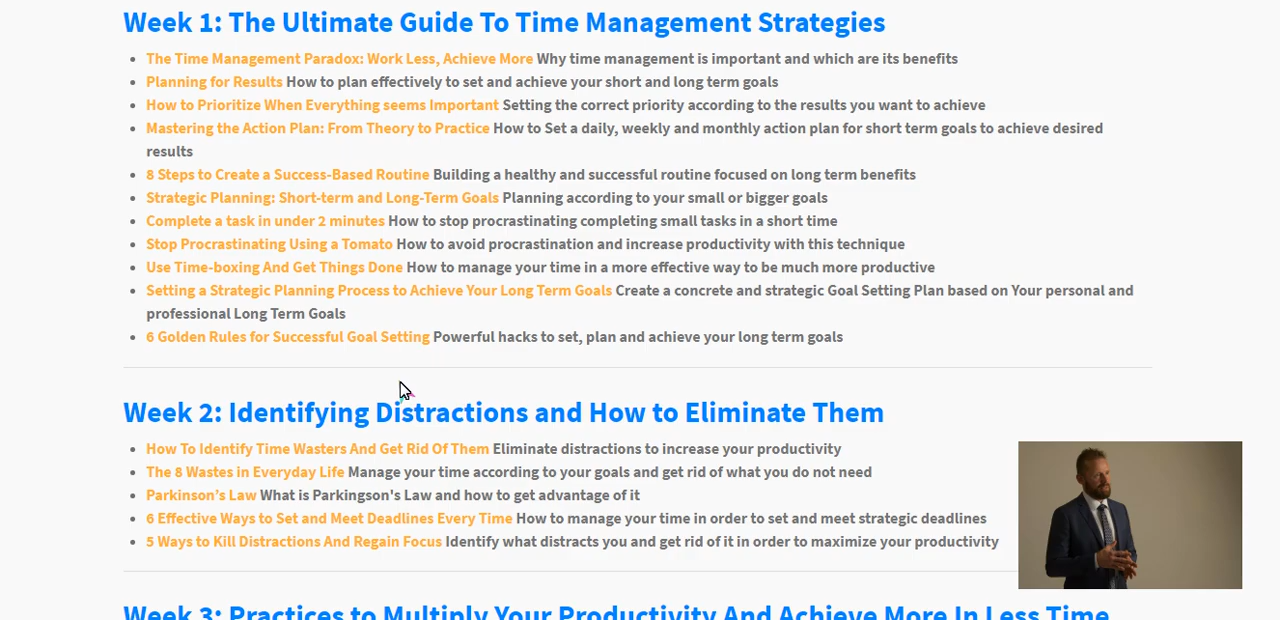 Week 1: The Ultimate Guide To Time Management Strategies
The Time Management Paradox: Work Less, Achieve More Why time management is important and which are its benefits
Planning for Results How to plan effectively to set and achieve your short and long term goals
How to Prioritize When Everything seems Important Setting the correct priority according to the results you want to achieve
Mastering the Action Plan: From Theory to Practice How to Set a daily, weekly and monthly action plan for short term goals to achieve desired
results
8 Steps to Create a Success-Based Routine Building a healthy and successful routine focused on long term benefits
Strategic Planning: Short-term and Long-Term Goals Planning according to your small or bigger goals
Complete a task in under 2 minutes How to stop procrastinating completing small tasks in a short time
Stop Procrastinating Using a Tomato How to avoid procrastination and increase productivity with this technique
Use Time-boxing And Get Things Done How to manage your time in a more effective way to be much more productive
Setting a Strategic Planning Process to Achieve Your Long Term Goals Create a concrete and strategic Goal Setting Plan based on Your personal and
professional Long Term Goals
6 Golden Rules for Successful Goal Setting Powerful hacks to set, plan and achieve your long term goals
Week 2: Identifying Distractions and How to Eliminate Them
How To Identify Time Wasters And Get Rid Of Them Eliminate distractions to increase your productivity
The 8 Wastes in Everyday Life Manage your time according to your goals and get rid of what you do not need
Parkinson’s Law What is Parkingson's Law and how to get advantage of it
6 Effective Ways to Set and Meet Deadlines Every Time How to manage your time in order to set and meet strategic deadlines
5 Ways to Kill Distractions And Regain Focus Identify what distracts you and get rid of it in order to maximize your productivity
Week 3: Practices to Multiply Your Productivity And Achieve More In Less Time